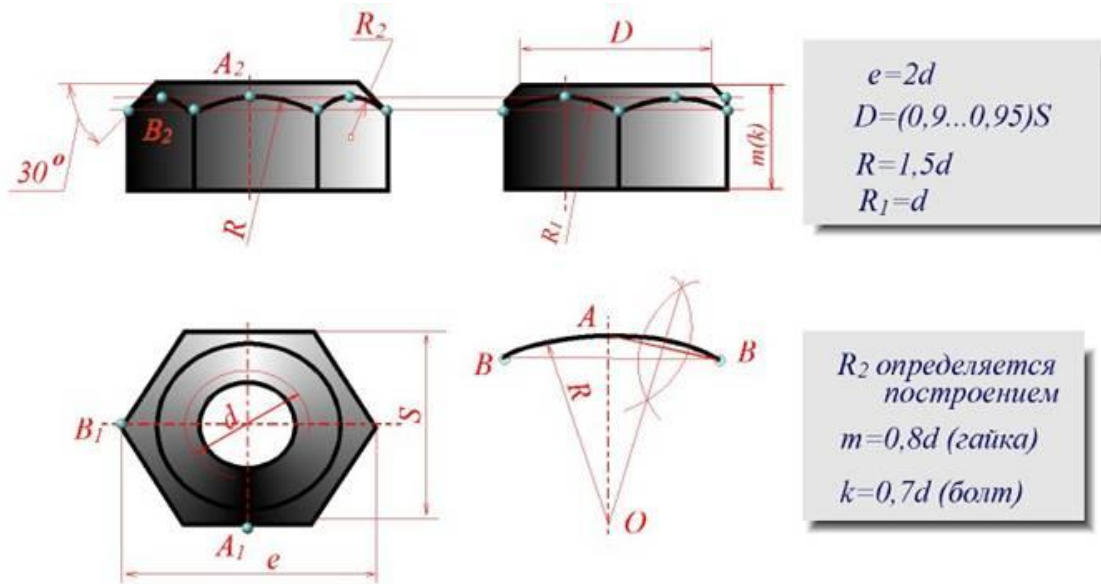 R₂
D
A₂
B₂
30°
R
R₁
m(k)
e=2d
D=(0,9...0,95)S
R=1,5d
R₁=d
A
B
B
R
O
B₁
d
S
A₁
e
R₂ определяется
построением
m=0,8d (гайка)
k=0,7d (болт)